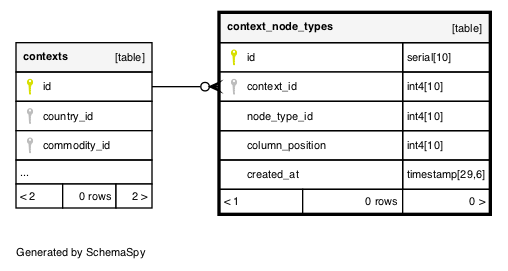 contexts [table]
id
country_id
commodity_id
...
< 2 0 rows 2 >
context_node_types [table]
id serial[10]
context_id int4[10]
node_type_id int4[10]
column_position int4[10]
created_at timestamp[29,6]
< 1 0 rows 0 >
Generated by SchemaSpy